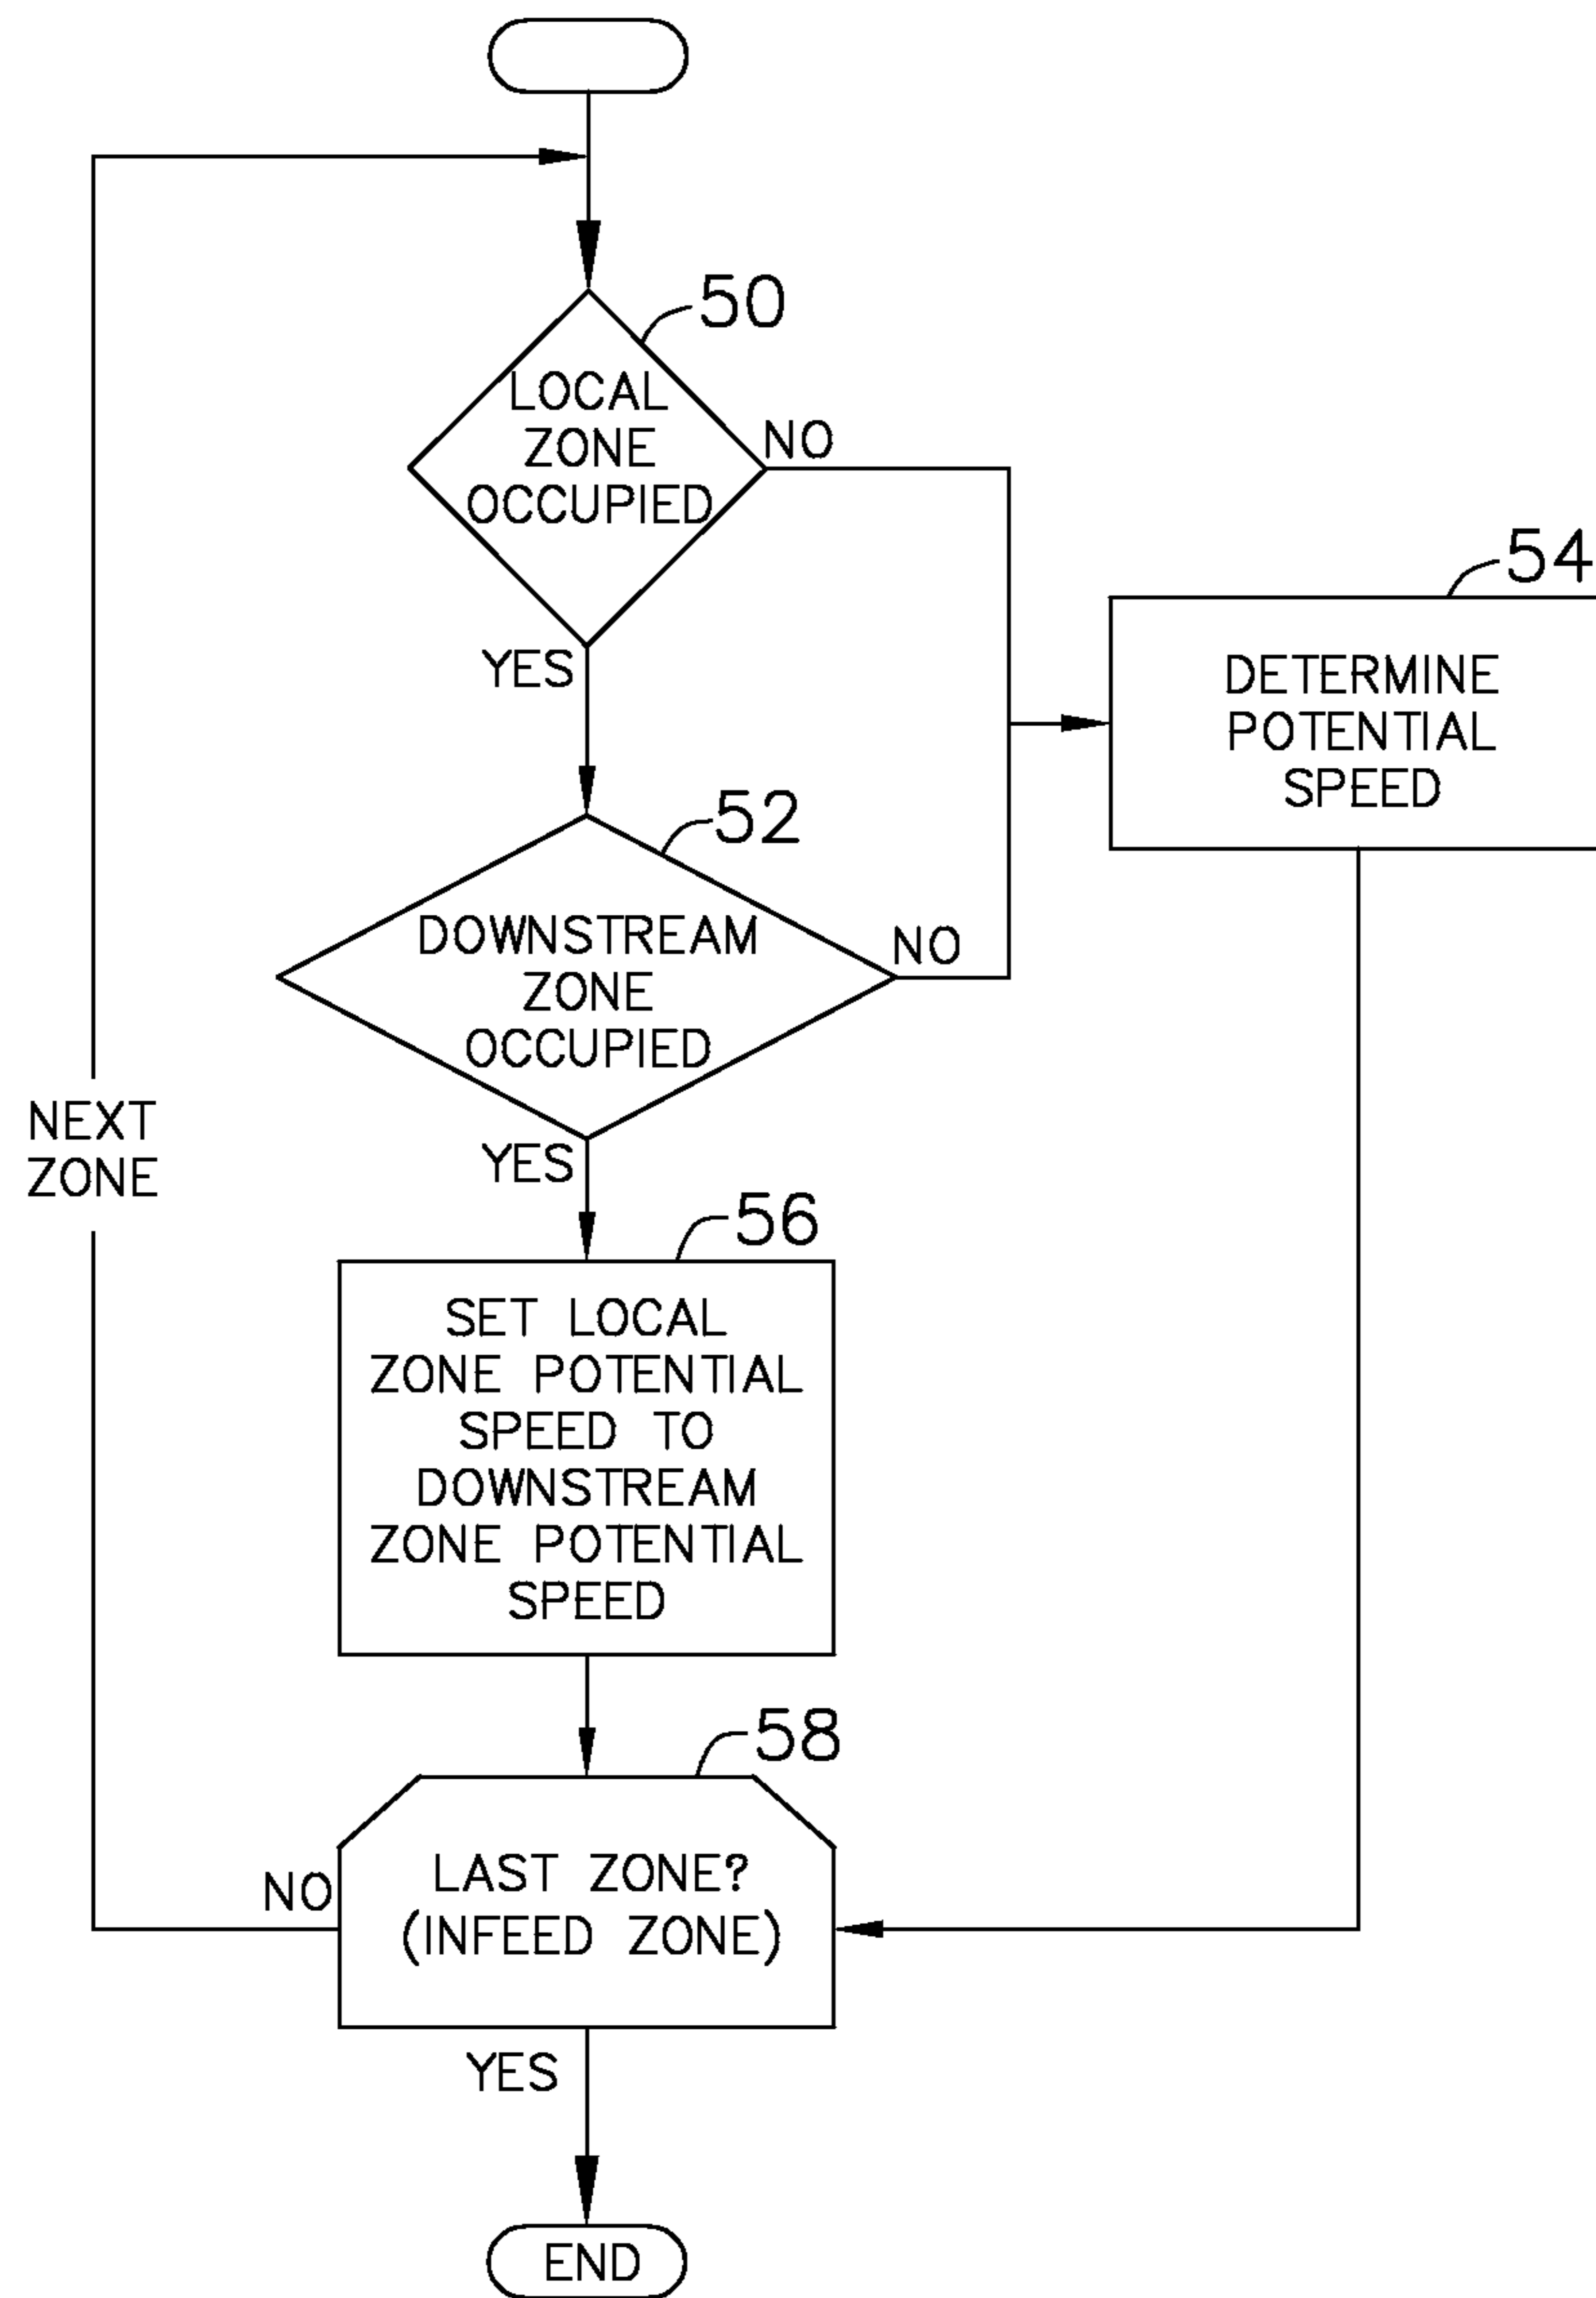 50
LOCAL
ZONE
OCCUPIED
NO
YES
54
DETERMINE
POTENTIAL
SPEED
52
DOWNSTREAM
ZONE
OCCUPIED
NO
YES
NEXT
ZONE
56
SET LOCAL
ZONE POTENTIAL
SPEED TO
DOWNSTREAM
ZONE POTENTIAL
SPEED
58
LAST ZONE?
(INFEED ZONE)
NO
YES
END